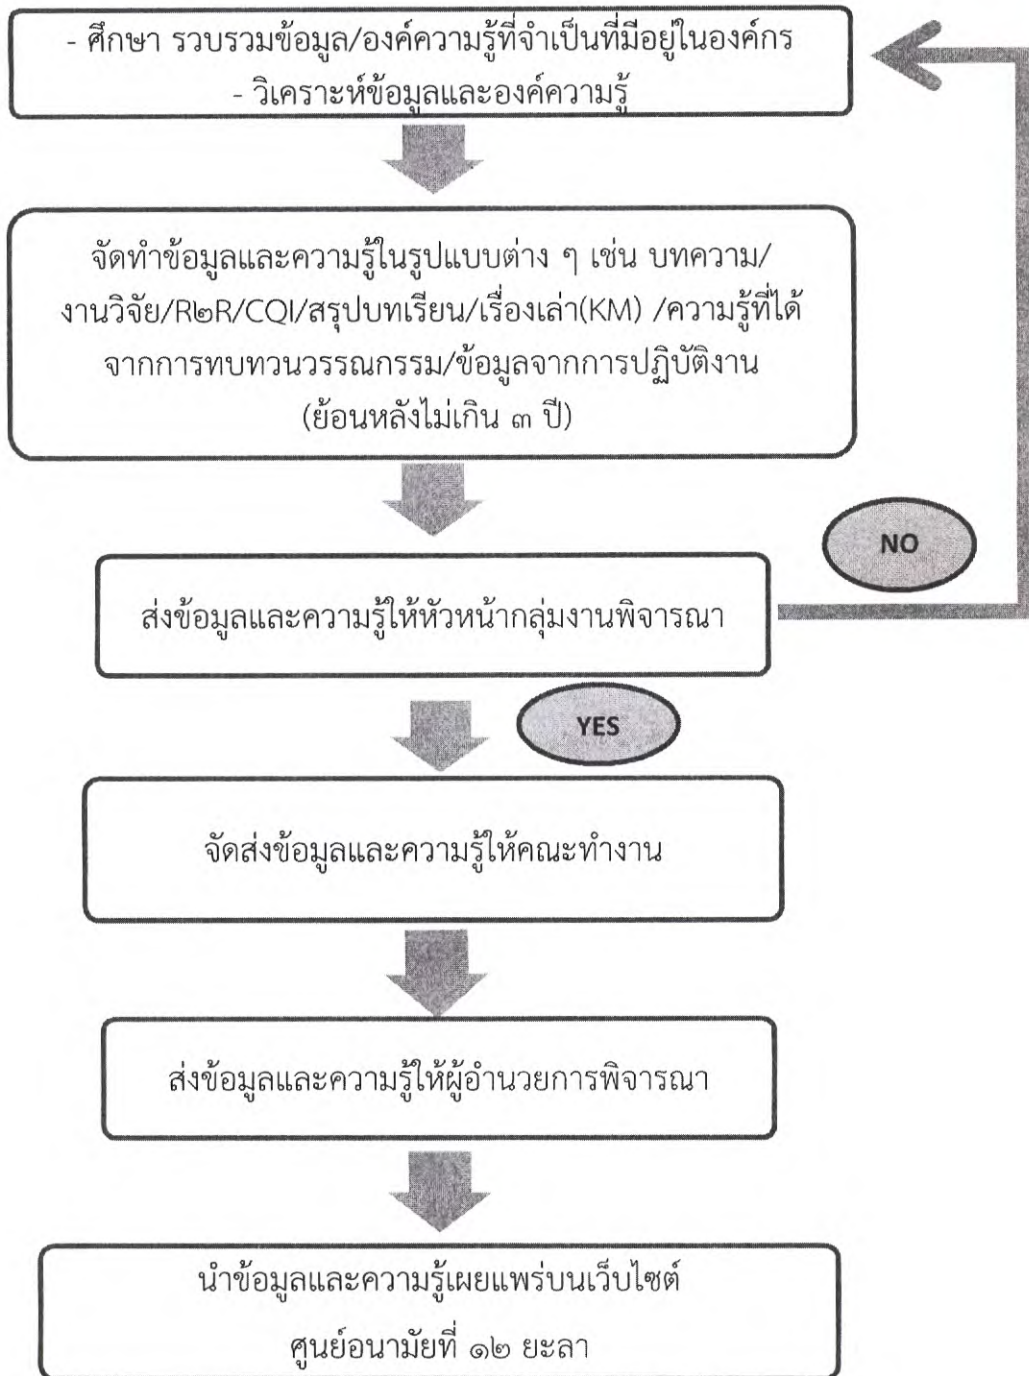 - ศึกษา รวบรวมข้อมูล/องค์ความรู้ที่จำเป็นที่มีอยู่ในองค์กร
- วิเคราะห์ข้อมูลและองค์ความรู้
จัดทำข้อมูลและความรู้ในรูปแบบต่าง ๆ เช่น บทความ/
งานวิจัย/R๒R/CQI/สรุปบทเรียน/เรื่องเล่า(KM) /ความรู้ที่ได้
จากการทบทวนวรรณกรรม/ข้อมูลจากการปฏิบัติงาน
(ย้อนหลังไม่เกิน ๓ ปี)
NO
ส่งข้อมูลและความรู้ให้หัวหน้ากลุ่มงานพิจารณา
YES
จัดส่งข้อมูลและความรู้ให้คณะทำงาน
ส่งข้อมูลและความรู้ให้ผู้อำนวยการพิจารณา
นำข้อมูลและความรู้เผยแพร่บนเว็บไซต์
ศูนย์อนามัยที่ ๑๒ ยะลา